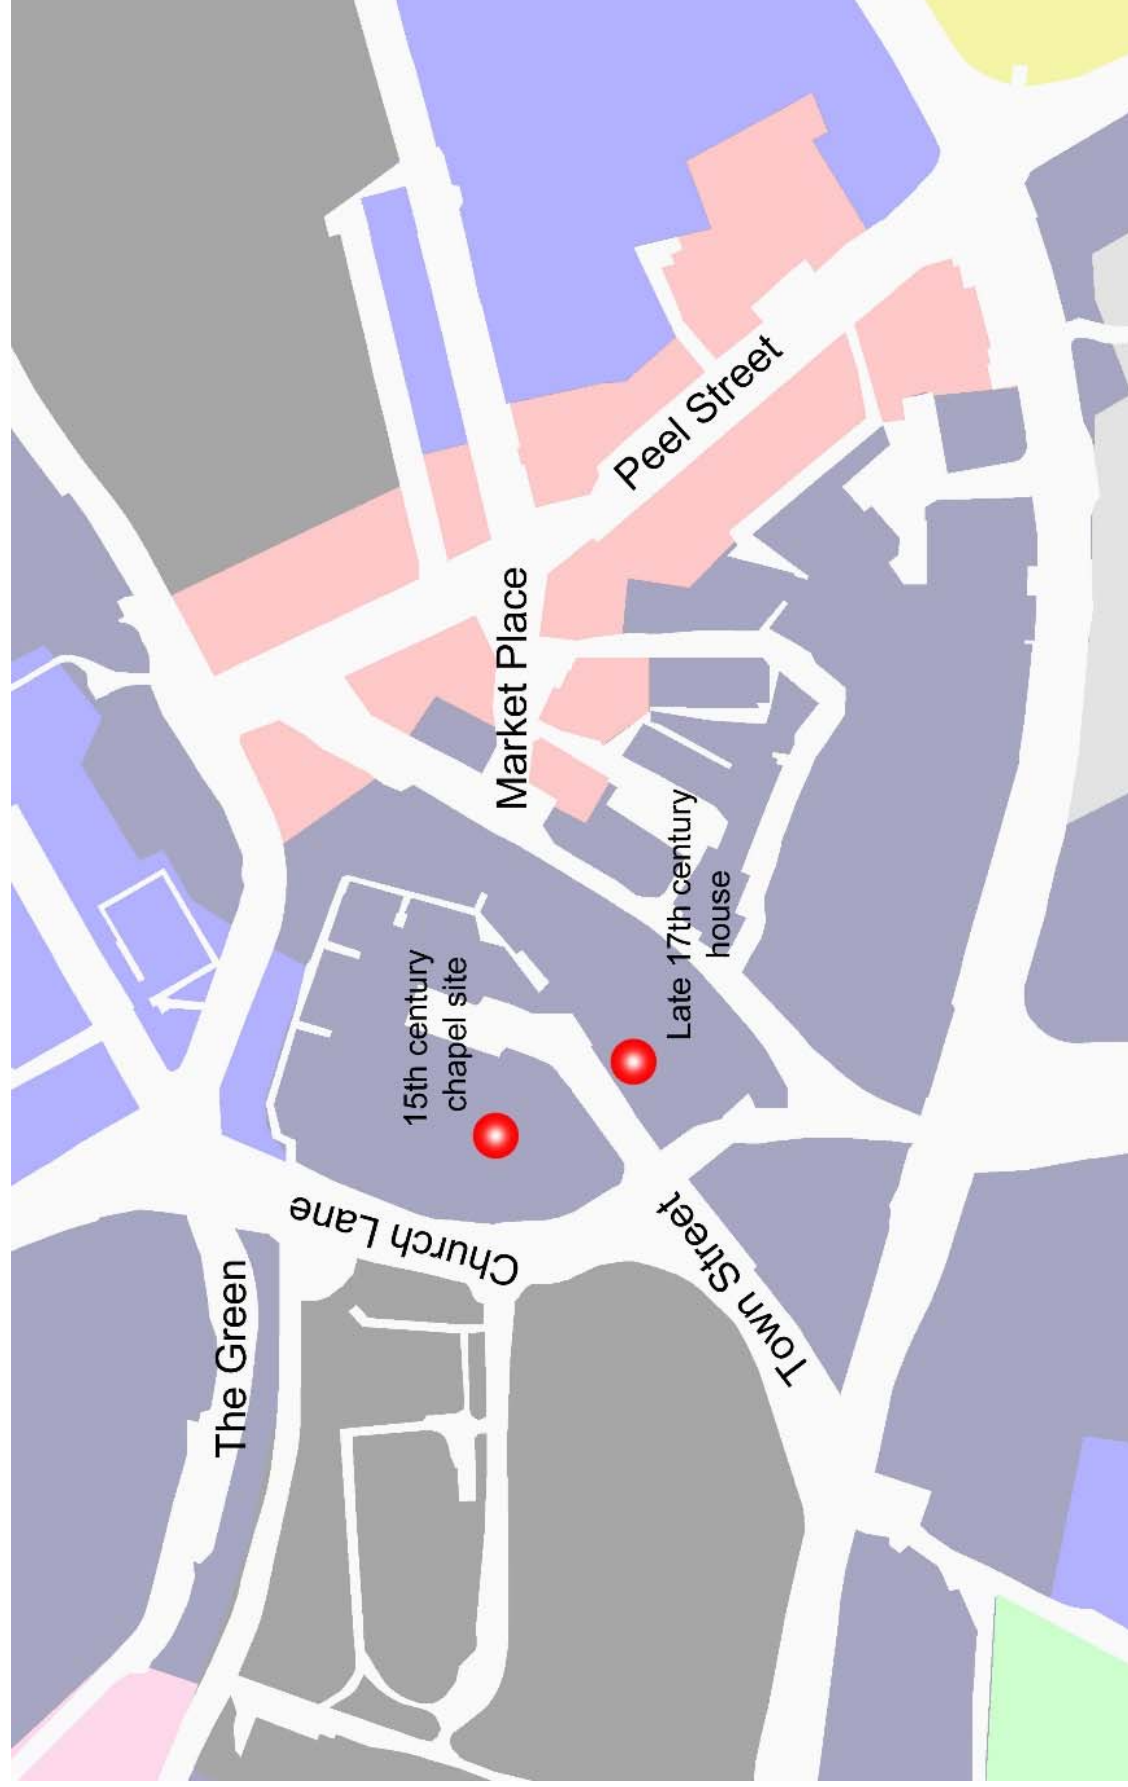 Peel Street
Market Place
Late 17th century
house
15th century
chapel site
Church Lane
Town Street
The Green